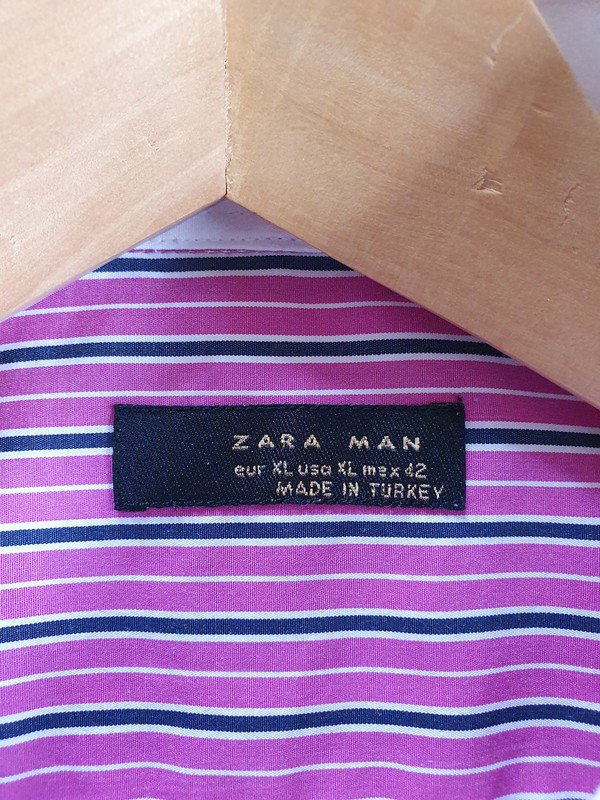 ZARA MAN
eur XL usa XL mex 42
MADE IN TURKEY